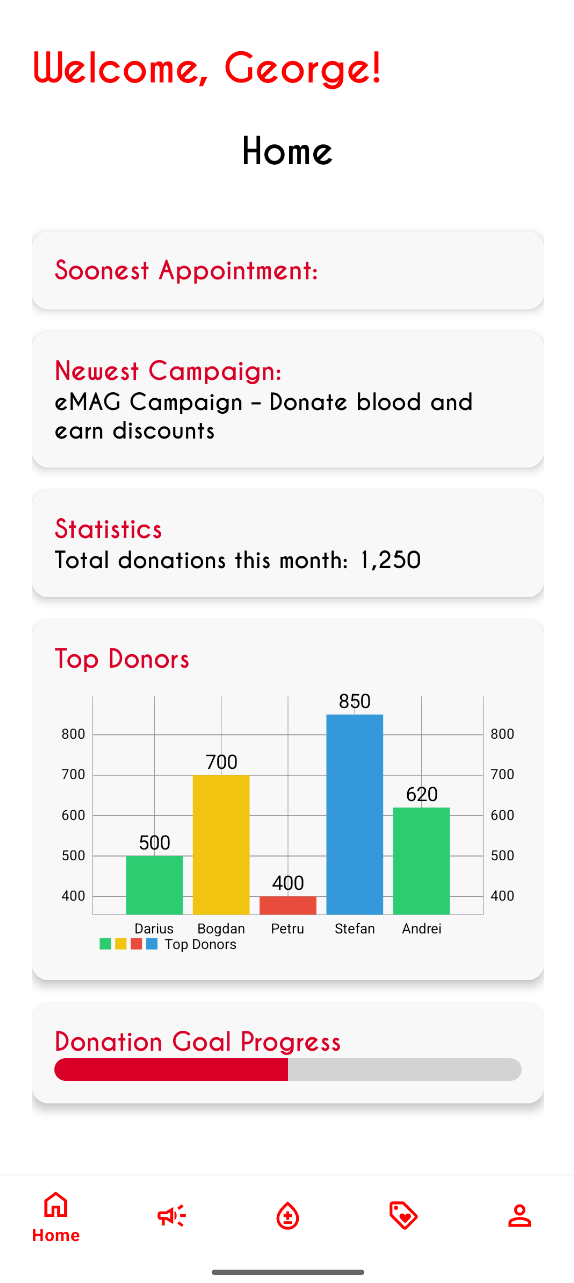 Welcome, George!
Home
Soonest Appointment:
Newest Campaign:
eMAG Campaign - Donate blood and
earn discounts
Statistics
Total donations this month: 1,250
Top Donors
850
800 800
700
700 700
620
600 600
500
500 500
400
400 400
Darius Bogdan Petru Stefan Andrei
Top Donors
Donation Goal Progress
Home